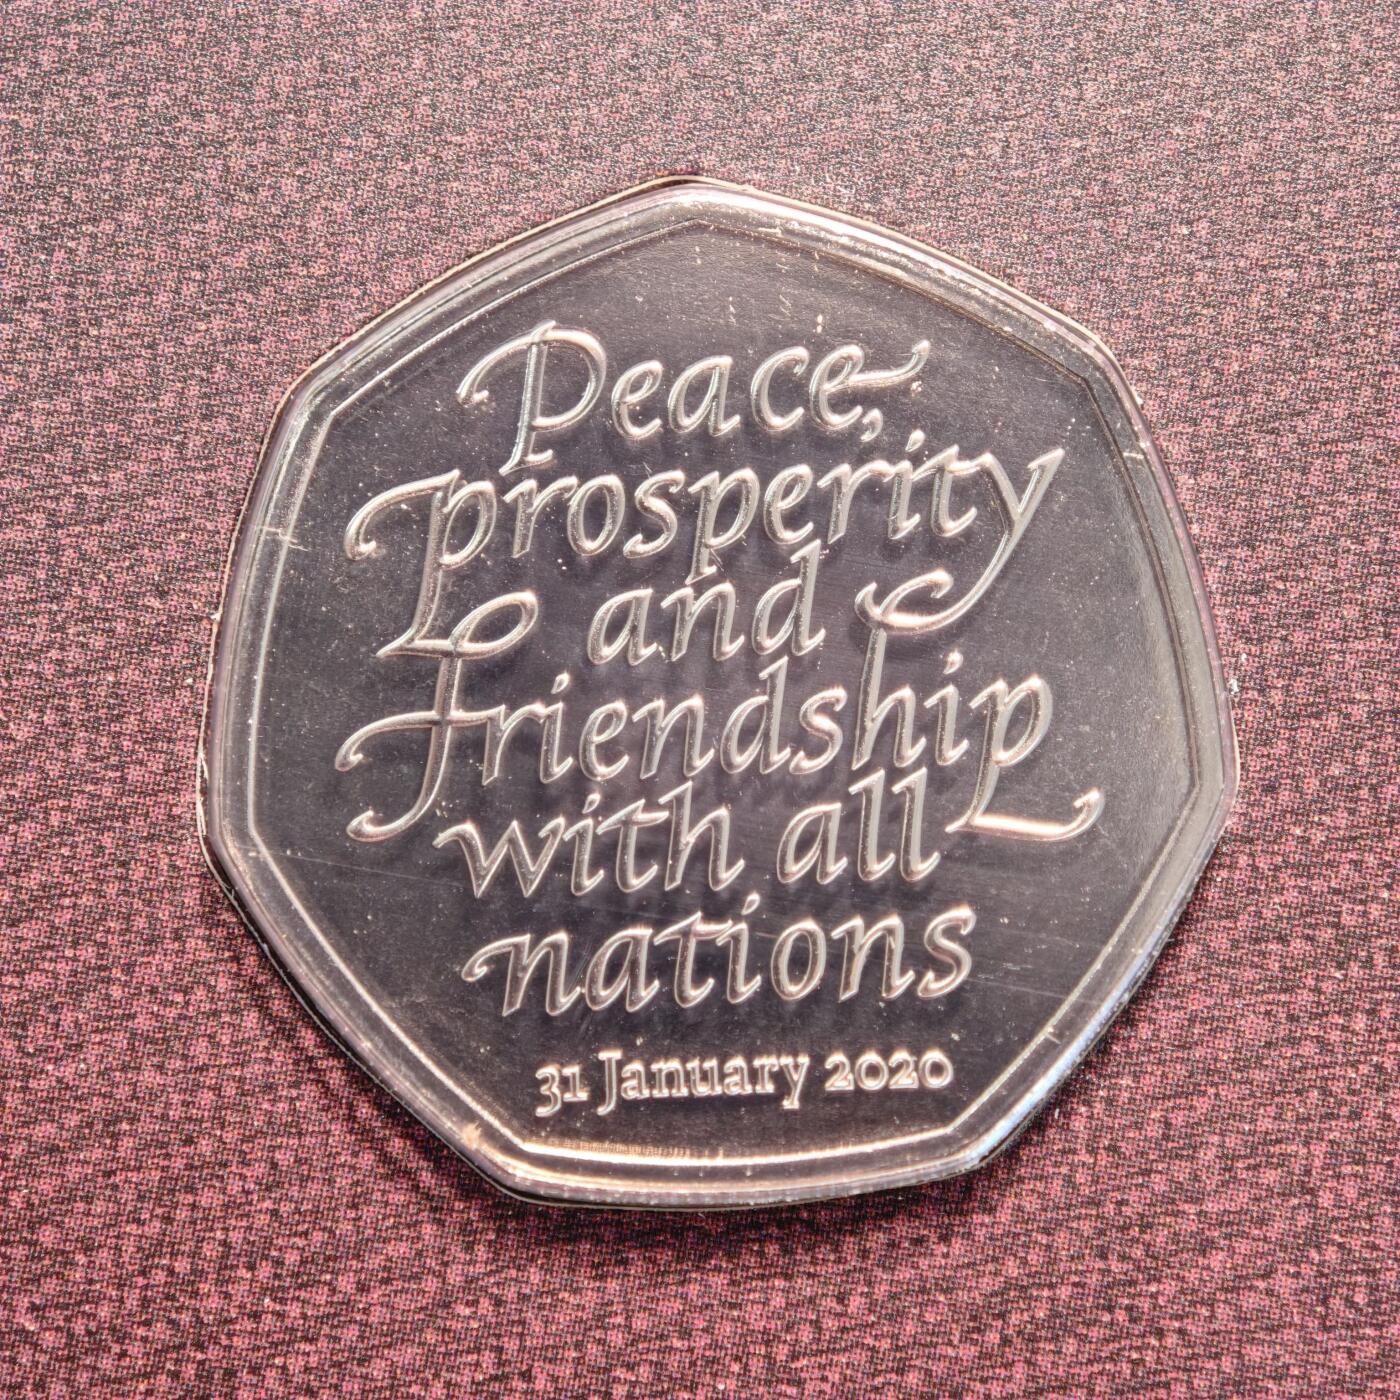 Peace,
prosperity
and
friendship
with all
nations
31 January 2020